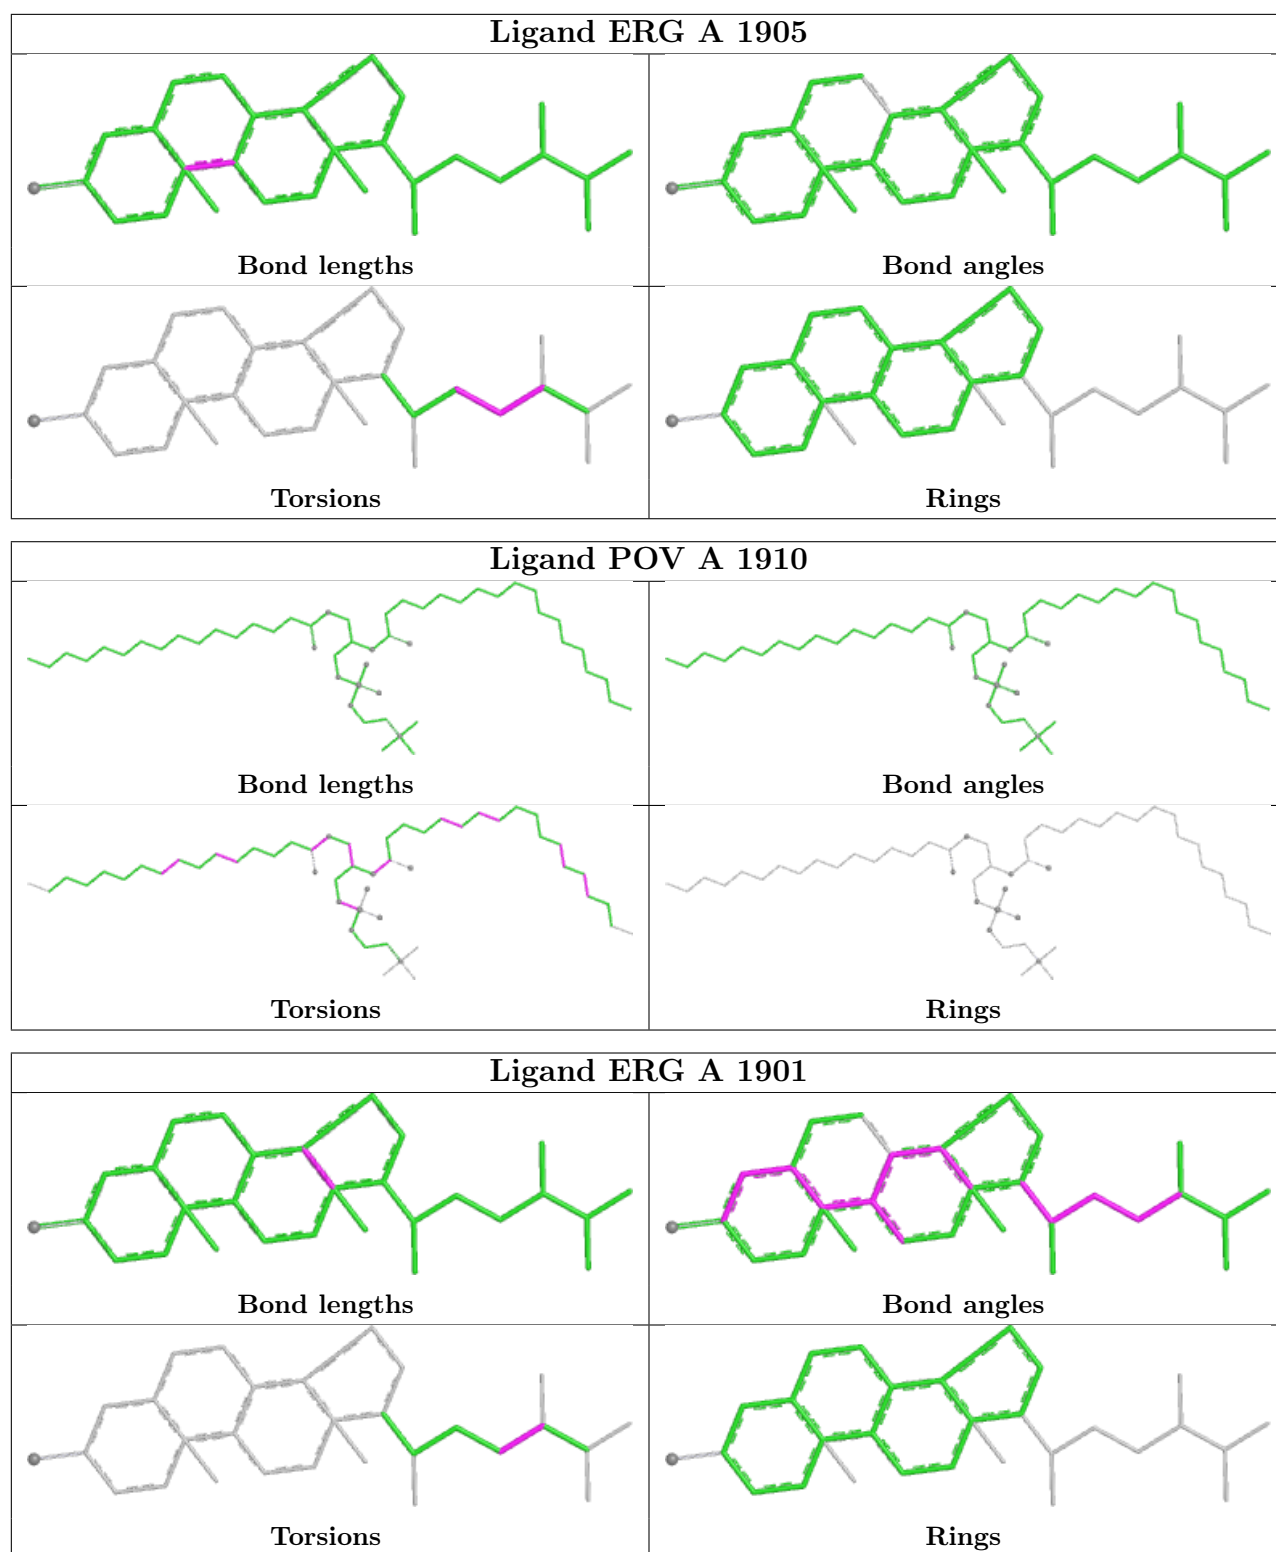 Ligand ERG A 1905
Bond lengths
Bond angles
Torsions
Rings
Ligand POV A 1910
Bond lengths
Bond angles
Torsions
Rings
Ligand ERG A 1901
Bond lengths
Bond angles
Torsions
Rings